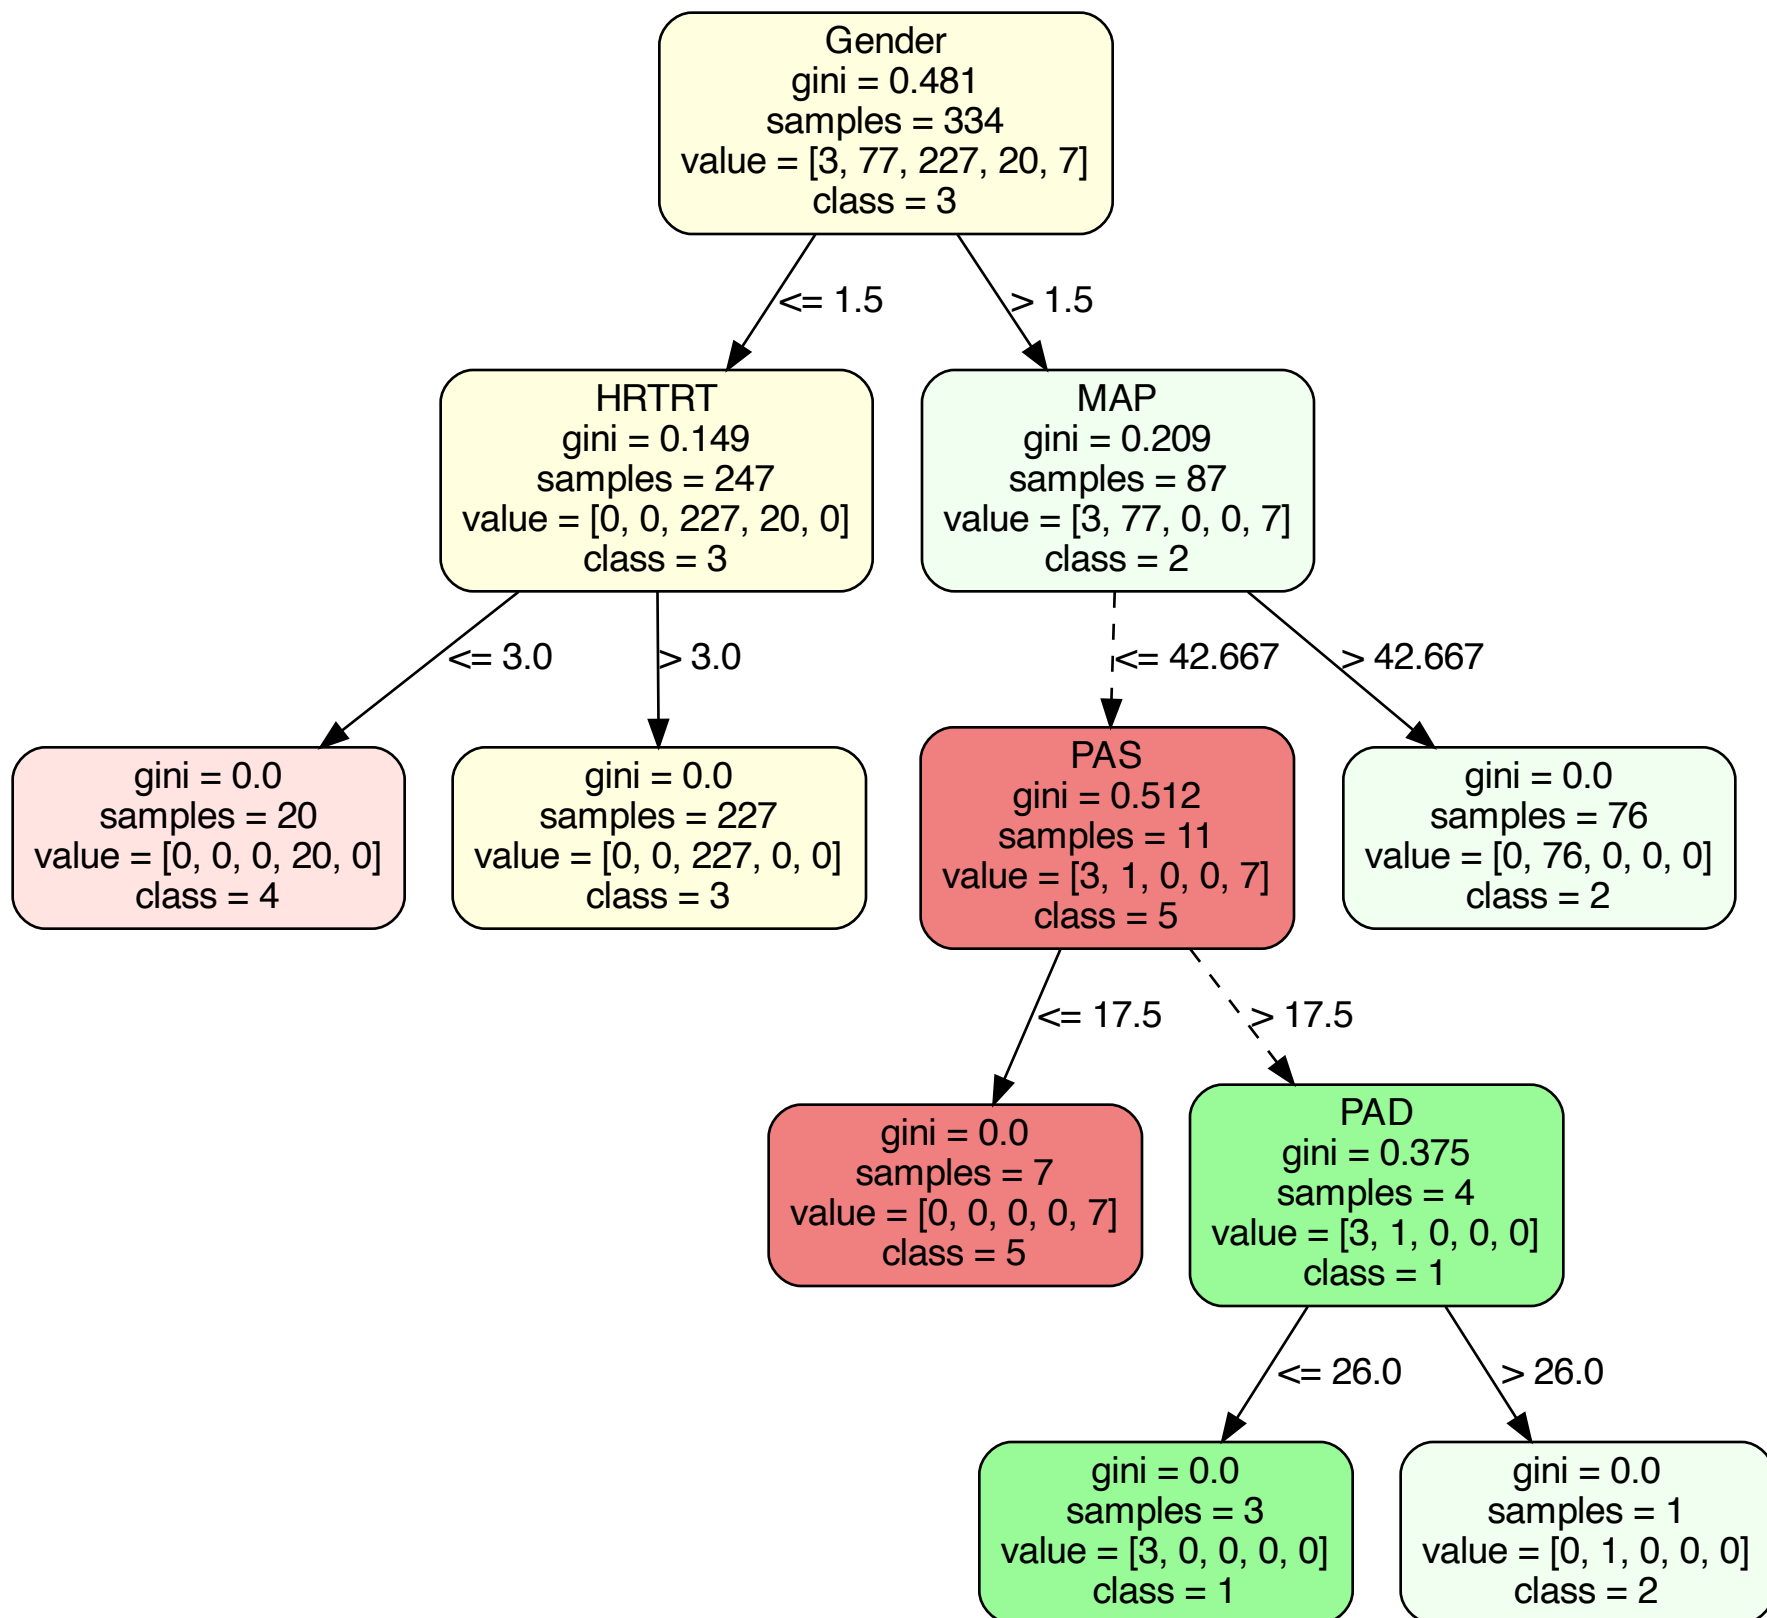 Gender
gini = 0.481
samples = 334
value = [3, 77, 227, 20, 7]
class = 3
<= 1.5
> 1.5
HRTRT
gini = 0.149
samples = 247
value = [0, 0, 227, 20, 0]
class = 3
MAP
gini = 0.209
samples = 87
value = [3, 77, 0, 0, 7]
class = 2
<= 3.0
> 3.0
<= 42.667
> 42.667
gini = 0.0
samples = 20
value = [0, 0, 0, 20, 0]
class = 4
gini = 0.0
samples = 227
value = [0, 0, 227, 0, 0]
class = 3
PAS
gini = 0.512
samples = 11
value = [3, 1, 0, 0, 7]
class = 5
gini = 0.0
samples = 76
value = [0, 76, 0, 0, 0]
class = 2
<= 17.5
> 17.5
gini = 0.0
samples = 7
value = [0, 0, 0, 0, 7]
class = 5
PAD
gini = 0.375
samples = 4
value = [3, 1, 0, 0, 0]
class = 1
<= 26.0
> 26.0
gini = 0.0
samples = 3
value = [3, 0, 0, 0, 0]
class = 1
gini = 0.0
samples = 1
value = [0, 1, 0, 0, 0]
class = 2